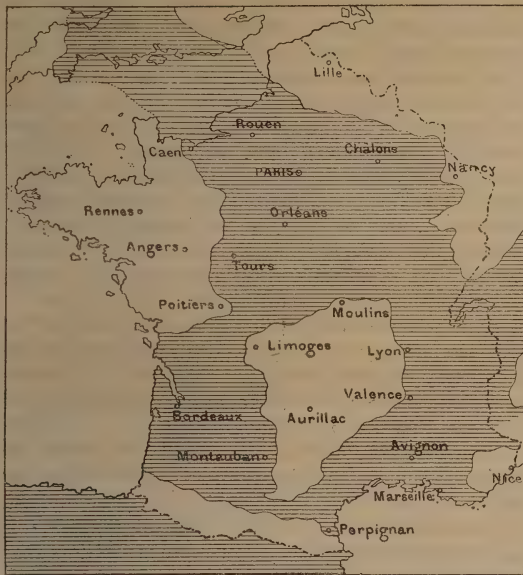 Lille
Rouen
Caen
Châlons
PARIS
Nancy
Rennes
Orléans
Angers
Tours
Poitiers
Moulins
Limoges
Lyon
Valence
Aurillac
Bordeaux
Avignon
Montauban
Nice
Marseille
Perpignan